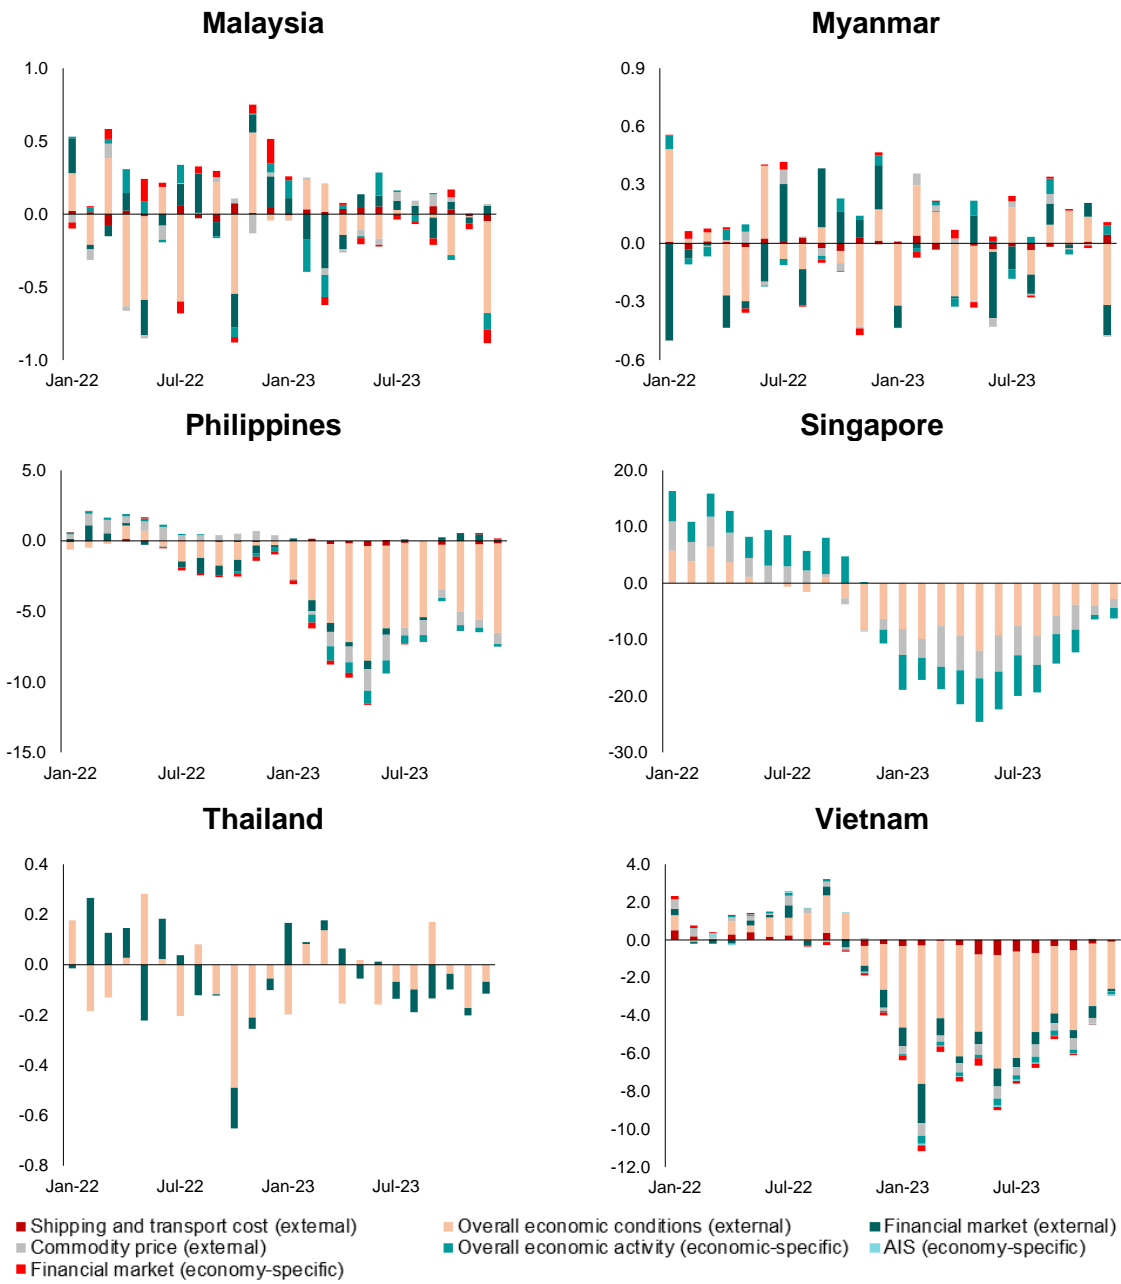 Malaysia
Myanmar
1.0
0.5
0.0
-0.5
-1.0
Jan-22 Jul-22 Jan-23 Jul-23
0.9
0.6
0.3
0.0
-0.3
-0.6
Jan-22 Jul-22 Jan-23 Jul-23
Philippines
Singapore
5.0
0.0
-5.0
-10.0
-15.0
Jan-22 Jul-22 Jan-23 Jul-23
20.0
10.0
0.0
-10.0
-20.0
-30.0
Jan-22 Jul-22 Jan-23 Jul-23
Thailand
Vietnam
0.4
0.2
0.0
-0.2
-0.4
-0.6
-0.8
Jan-22 Jul-22 Jan-23 Jul-23
4.0
2.0
0.0
-2.0
-4.0
-6.0
-8.0
-10.0
-12.0
Jan-22 Jul-22 Jan-23 Jul-23
Shipping and transport cost (external)
Overall economic conditions (external)
Financial market (external)
Commodity price (external)
Overall economic activity (economic-specific)
AIS (economy-specific)
Financial market (economy-specific)